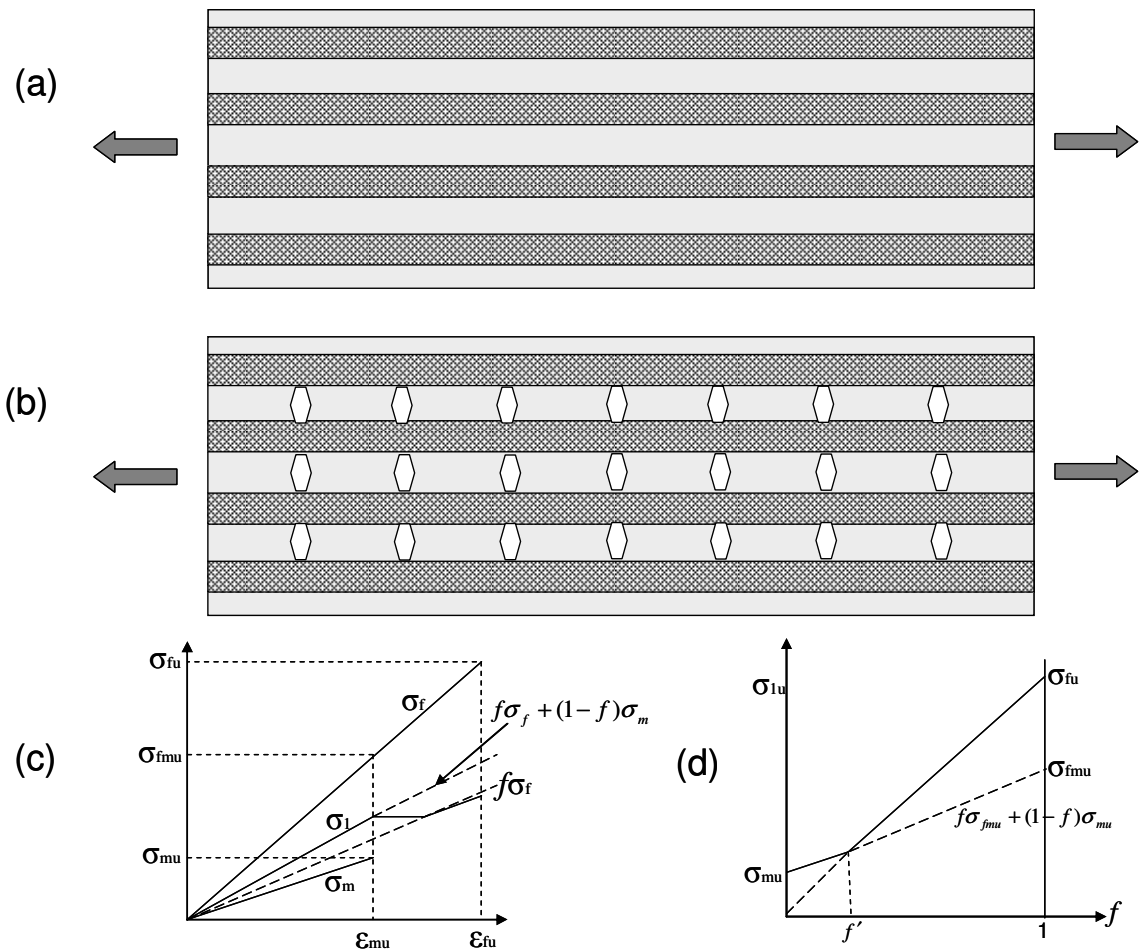 (a)
(b)
(c)
σfu
σf
fσf + (1− f)σm
σfmu
fσf
σ1
σmu
σm
εmu
εfu
(d)
σ1u
σfu
σfmu
fσfmu + (1− f)σmu
σmu
f′
1
f